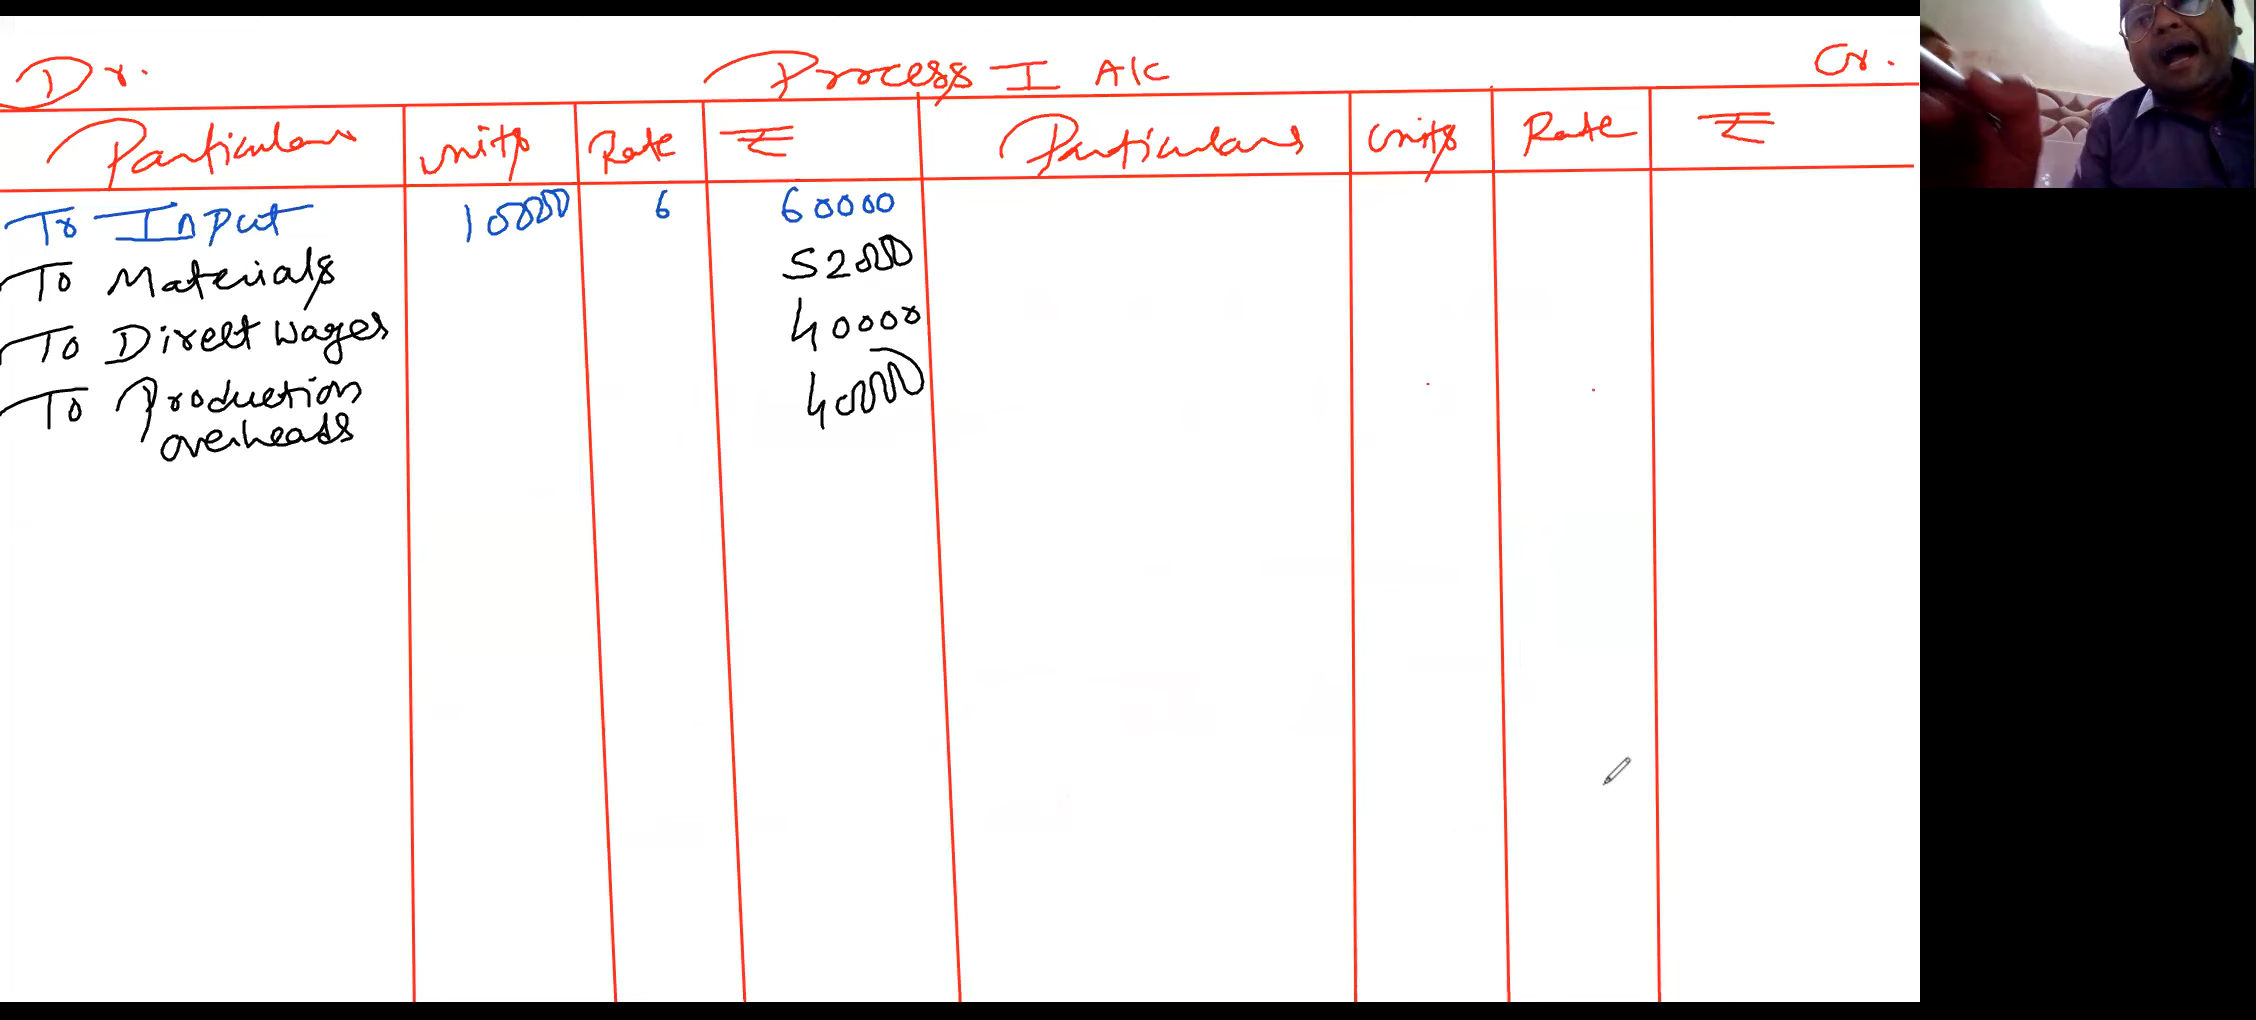 Dr. Process I A/C Cr.
Particulars units Rate ₹ Particulars units Rate ₹
To Input 10000 6 60000
To Materials 52000
To Direct wages 40000
To Production 40000
overheads